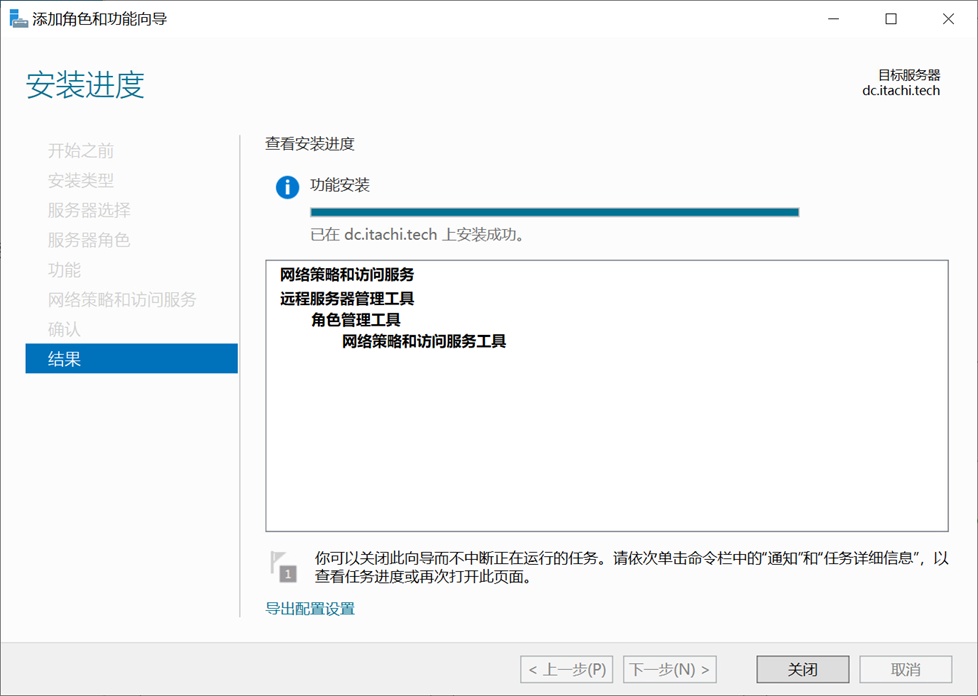 添加角色和功能向导
安装进度
目标服务器
dc.itachi.tech
开始之前
安装类型
服务器选择
服务器角色
功能
网络策略和访问服务
确认
结果
查看安装进度
功能安装
已在 dc.itachi.tech 上安装成功。
网络策略和访问服务
远程服务器管理工具
角色管理工具
网络策略和访问服务工具
1
你可以关闭此向导而不中断正在运行的任务。请依次单击命令栏中的“通知”和“任务详细信息”，以
查看任务进度或再次打开此页面。
导出配置设置
< 上一步(P)
下一步(N) >
关闭
取消